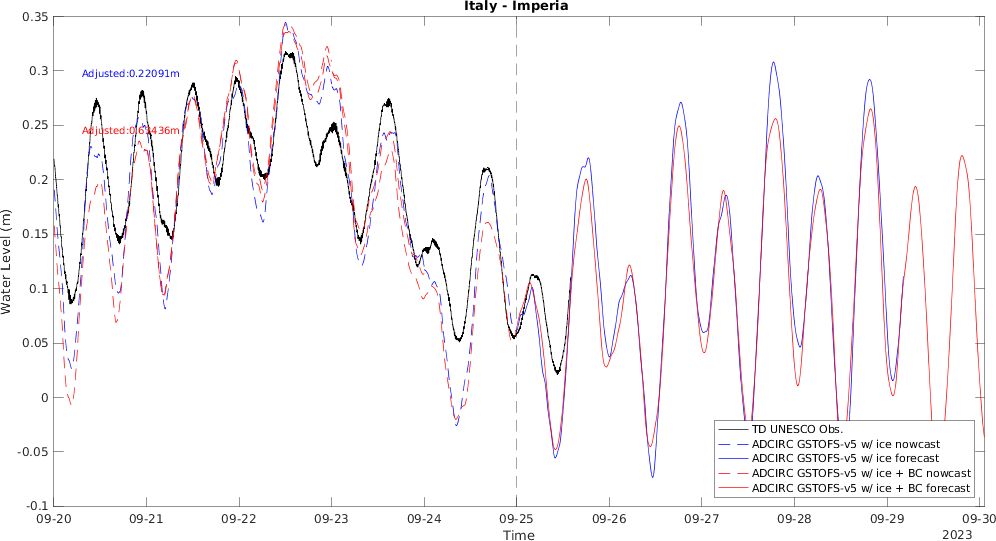 Italy - Imperia
0.35
0.3
0.25
0.2
0.15
0.1
0.05
0
-0.05
-0.1
Water Level (m)
Adjusted:0.22091m
TD UNESCO Obs.
ADCIRC GSTOFS-v5 w/ ice nowcast
ADCIRC GSTOFS-v5 w/ ice forecast
ADCIRC GSTOFS-v5 w/ ice + BC nowcast
ADCIRC GSTOFS-v5 w/ ice + BC forecast
09-20 09-21 09-22 09-23 09-24 09-25 09-26 09-27 09-28 09-29 09-30
Time
2023